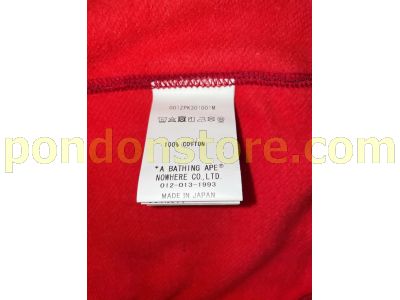 001ZPK301001M
100% COTTON
pondonstore.com
"A BATHING APE®
NOWHERE CO., LTD.
012-013-1993
MADE IN JAPAN